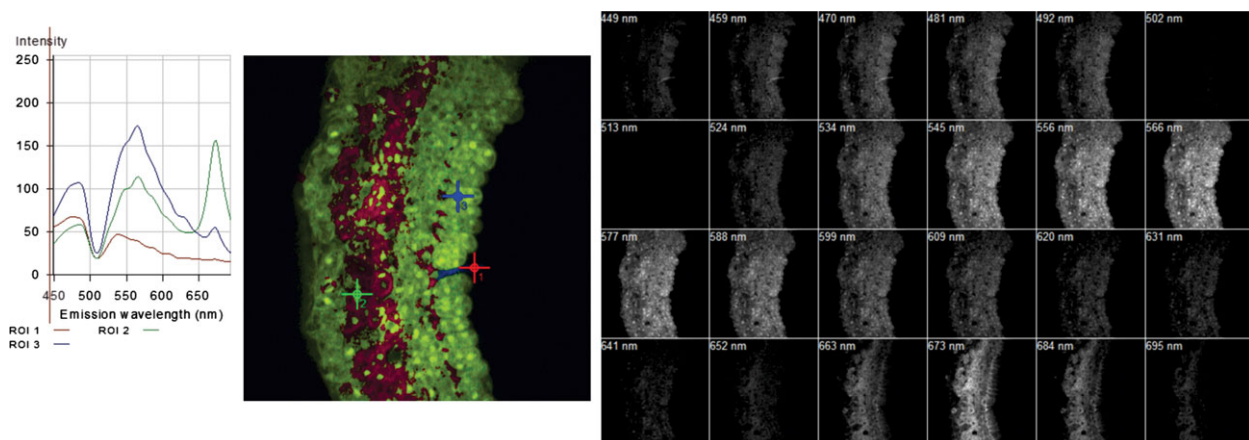 Intensity
250
200
150
100
50
0
450 500 550 600 650
Emission wavelength (nm)
ROI 1 ROI 2
ROI 3
3
1
2
449 nm 459 nm 470 nm 481 nm 492 nm 502 nm
513 nm 524 nm 534 nm 545 nm 556 nm 566 nm
577 nm 588 nm 599 nm 609 nm 620 nm 631 nm
641 nm 652 nm 663 nm 673 nm 684 nm 695 nm